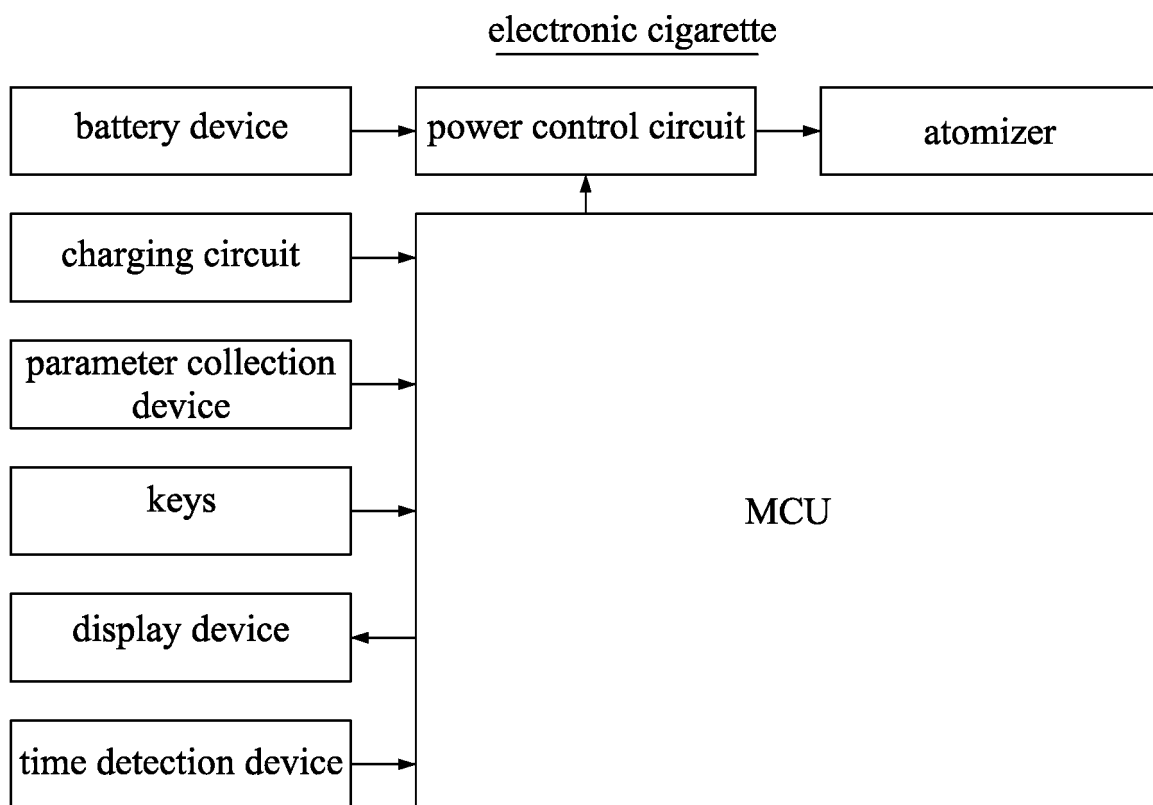 electronic cigarette
battery device
power control circuit
atomizer
charging circuit
parameter collection
device
keys
MCU
display device
time detection device